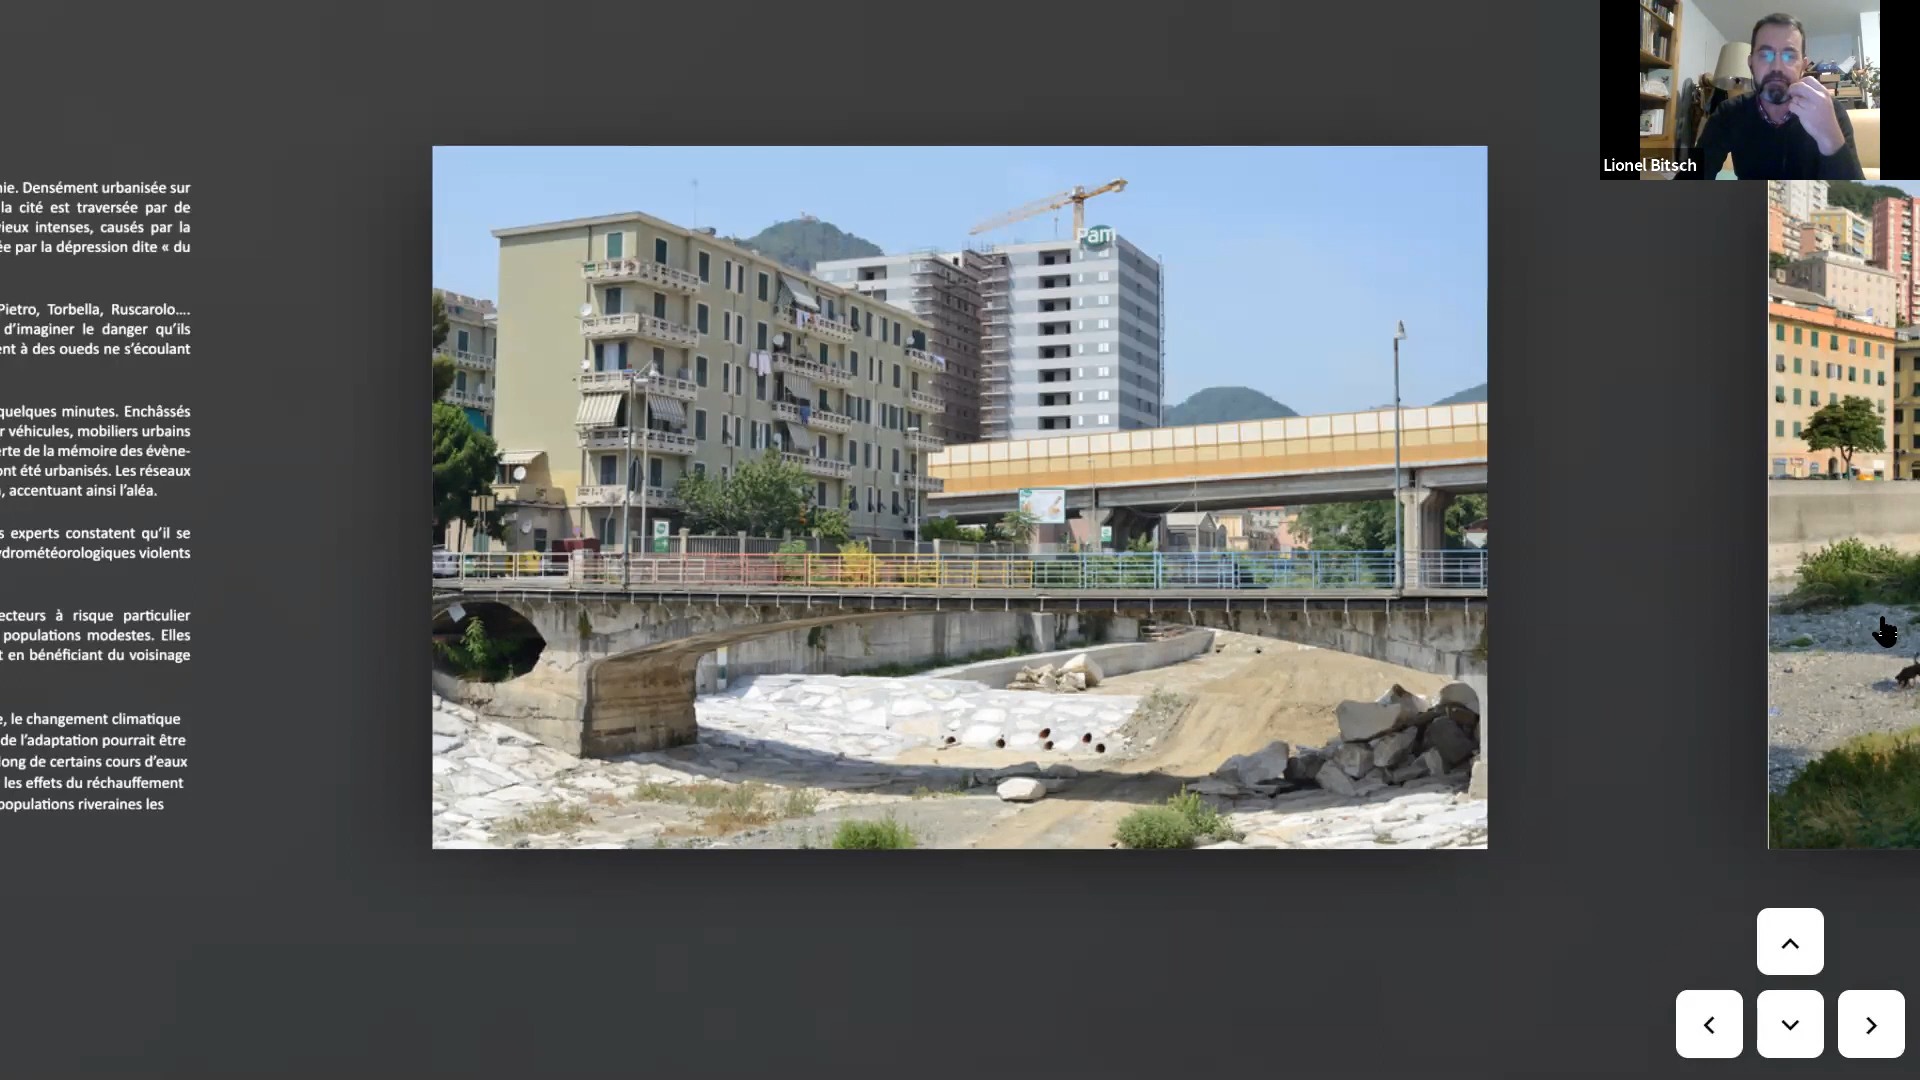 nie. Densément urbanisée sur
la cité est traversée par de
vieux intenses, causés par la
ée par la dépression dite « du
Pietro, Torbella, Ruscarolo....
d'imaginer le danger qu'ils
ent à des oueds ne s'écoulant
quelques minutes. Enchâssés
r véhicules, mobiliers urbains
erte de la mémoire des évène-
ont été urbanisés. Les réseaux
, accentuant ainsi l'aléa.
s experts constatent qu'il se
ydrométéorologiques violents
ecteurs à risque particulier
populations modestes. Elles
t en bénéficiant du voisinage
e, le changement climatique
de l'adaptation pourrait être
long de certains cours d'eaux
les effets du réchauffement
populations riveraines les
Pam
Lionel Bitsch